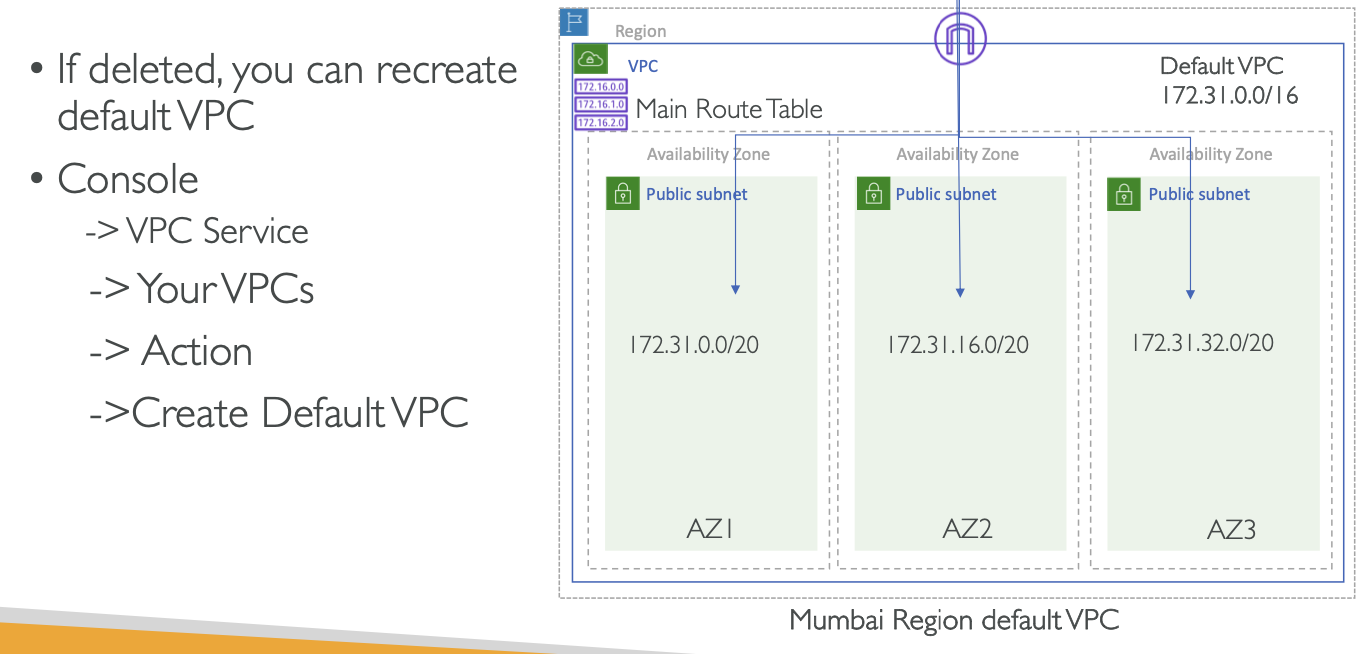 • If deleted, you can recreate
default VPC
• Console
-> VPC Service
-> Your VPCs
-> Action
->Create Default VPC
Region
VPC
172.16.0.0
172.16.1.0
172.16.2.0
Main Route Table
Default VPC
172.31.0.0/16
Availability Zone
Public subnet
172.31.0.0/20
AZ1
Availability Zone
Public subnet
172.31.16.0/20
AZ2
Availability Zone
Public subnet
172.31.32.0/20
AZ3
Mumbai Region default VPC